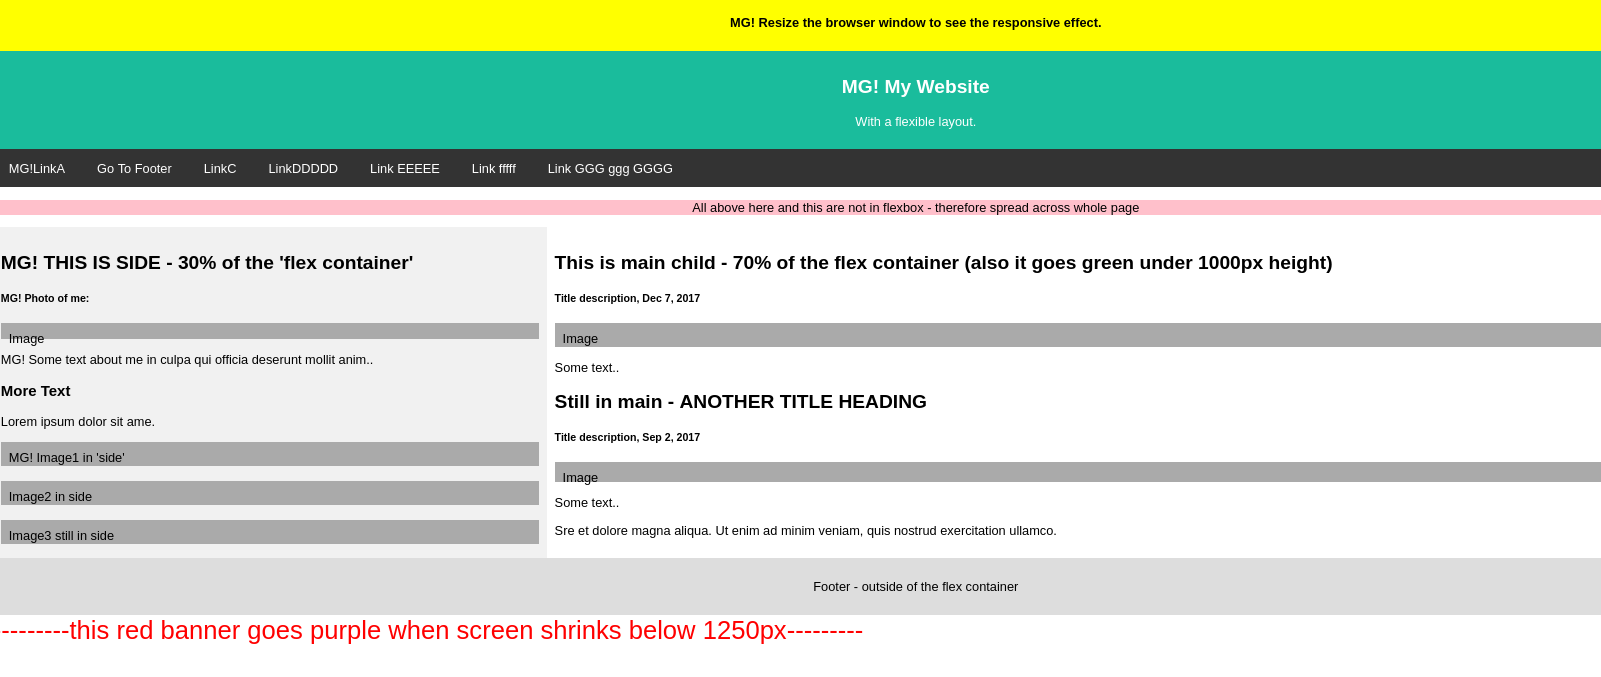 MG! Resize the browser window to see the responsive effect.
MG! My Website
With a flexible layout.
MG!LinkA Go To Footer LinkC LinkDDDDD Link EEEEE Link fffff Link GGG ggg GGGG
All above here and this are not in flexbox - therefore spread across whole page
MG! THIS IS SIDE - 30% of the 'flex container'
MG! Photo of me:
Image
MG! Some text about me in culpa qui officia deserunt mollit anim..
More Text
Lorem ipsum dolor sit ame.
MG! Image1 in 'side'
Image2 in side
Image3 still in side
This is main child - 70% of the flex container (also it goes green under 1000px height)
Title description, Dec 7, 2017
Image
Some text..
Still in main - ANOTHER TITLE HEADING
Title description, Sep 2, 2017
Image
Some text..
Sre et dolore magna aliqua. Ut enim ad minim veniam, quis nostrud exercitation ullamco.
Footer - outside of the flex container
--------this red banner goes purple when screen shrinks below 1250px---------